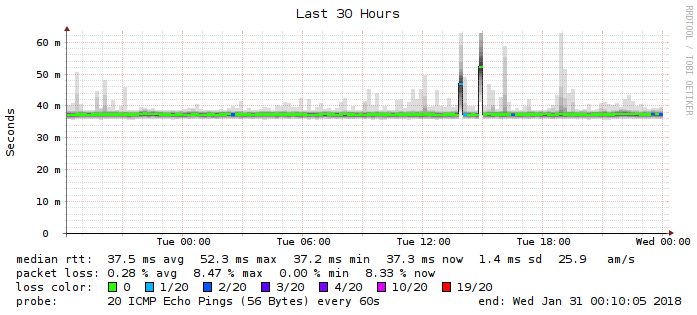 Last 30 Hours
RRDTOOL / TOBI OETIKER
Seconds
60 m
50 m
40 m
30 m
20 m
10 m
0
Tue 00:00 Tue 06:00 Tue 12:00 Tue 18:00 Wed 00:00
median rtt: 37.5 ms avg 52.3 ms max 37.2 ms min 37.3 ms now 1.4 ms sd 25.9 am/s
packet loss: 0.28 % avg 8.47 % max 0.00 % min 8.33 % now
loss color: 0 1/20 2/20 3/20 4/20 10/20 19/20
probe: 20 ICMP Echo Pings (56 Bytes) every 60s end: Wed Jan 31 00:10:05 2018